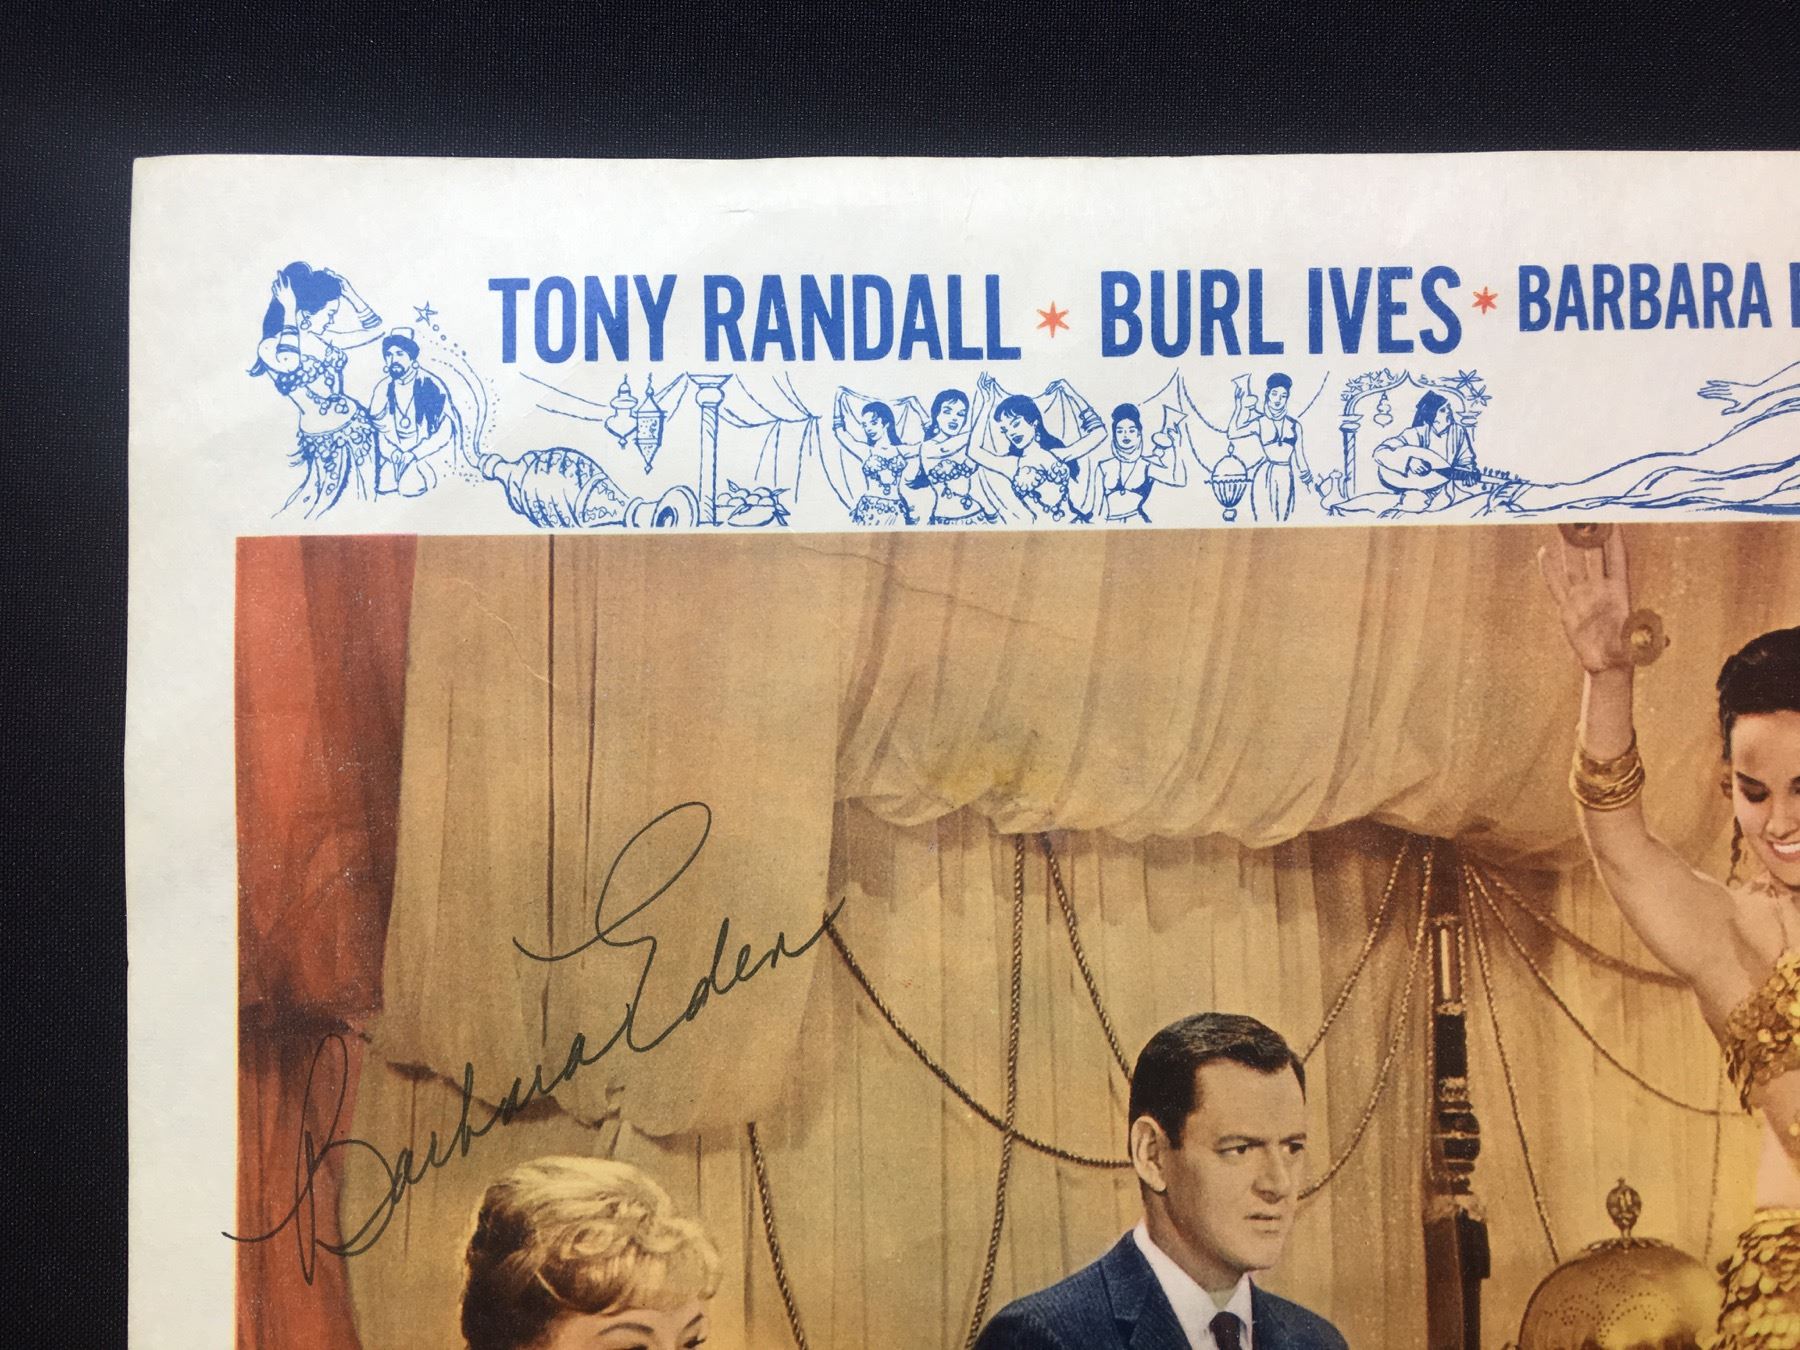 TONY RANDALL * BURL IVES * BARBARA
Barbara Eden